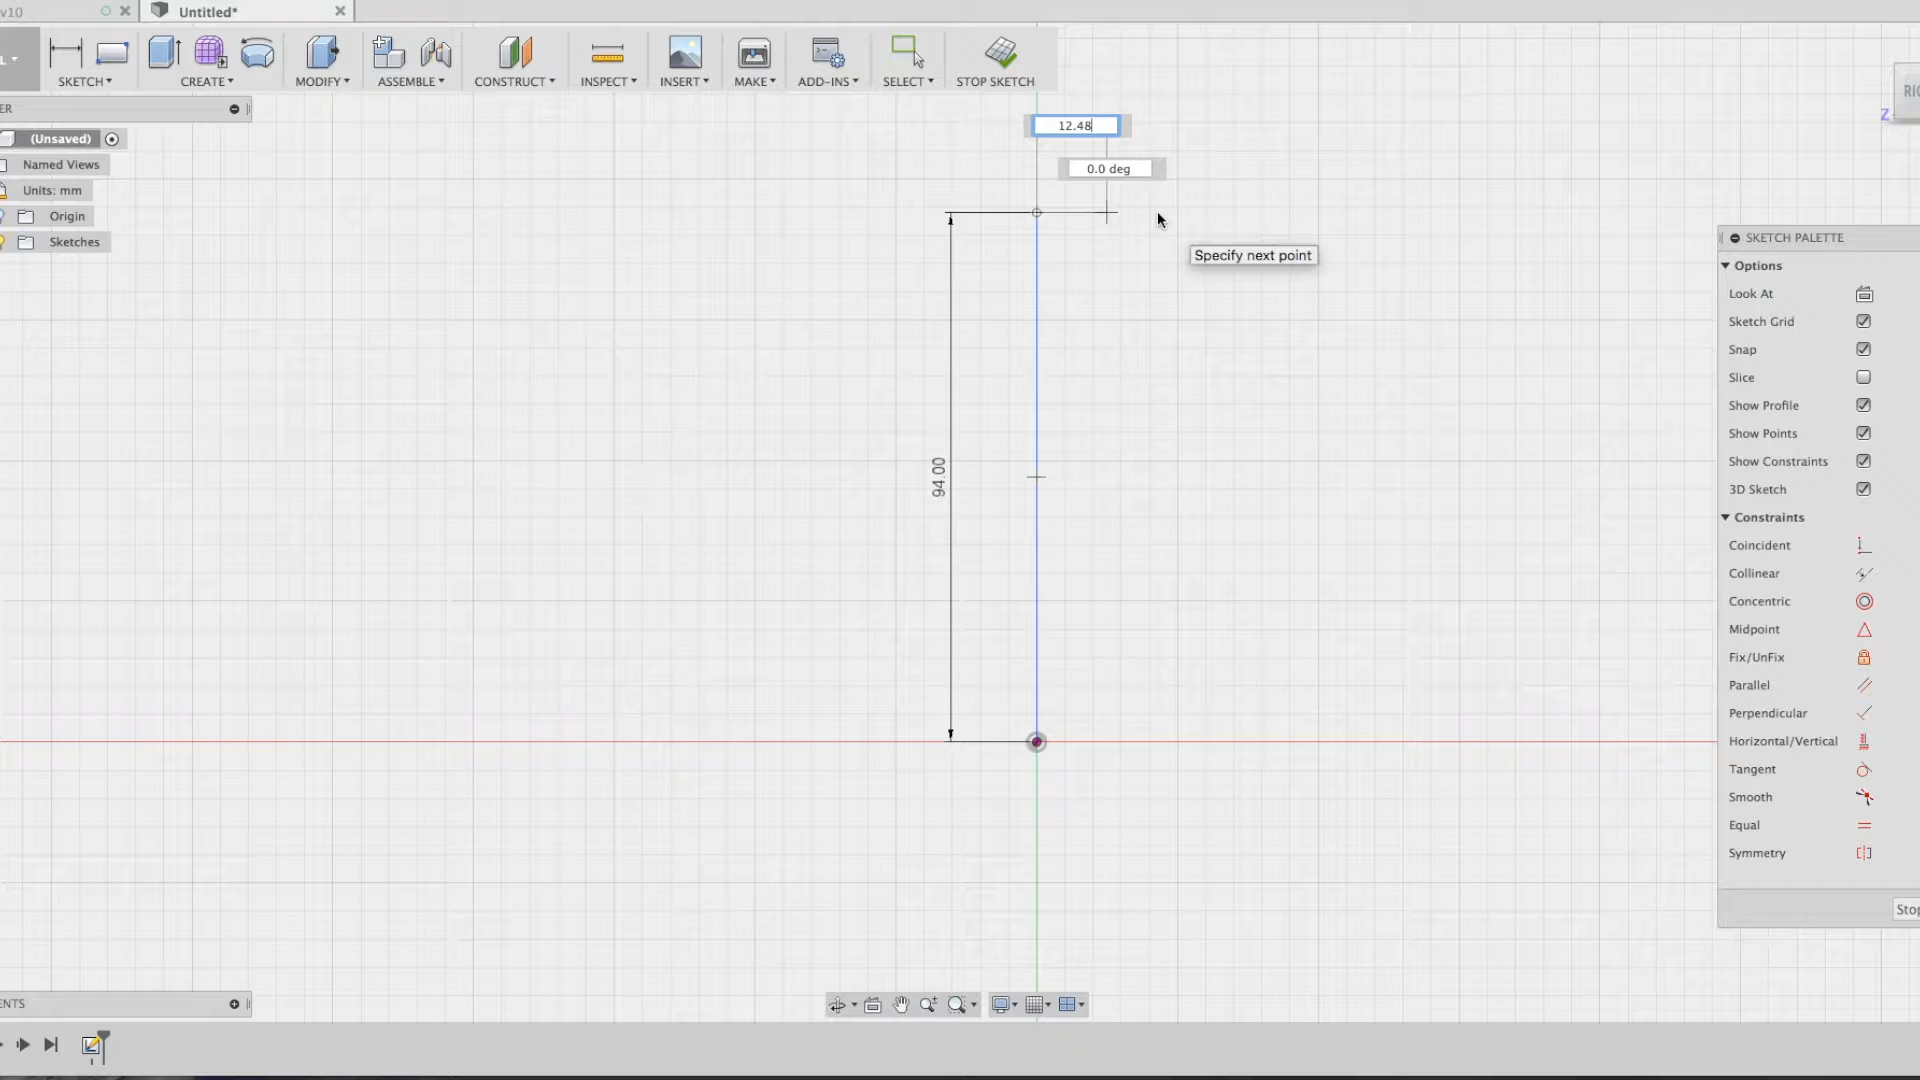 v10
Untitled*
L
SKETCH
CREATE
MODIFY
ASSEMBLE
CONSTRUCT
INSPECT
INSERT
MAKE
ADD-INS
SELECT
STOP SKETCH
ER
(Unsaved)
Named Views
Units: mm
Origin
Sketches
12.48
0.0 deg
Specify next point
94.00
RIG
Z
SKETCH PALETTE
Options
Look At
Sketch Grid
Snap
Slice
Show Profile
Show Points
Show Constraints
3D Sketch
Constraints
Coincident
Collinear
Concentric
Midpoint
Fix/UnFix
Parallel
Perpendicular
Horizontal/Vertical
Tangent
Smooth
Equal
Symmetry
Stop
ENTS